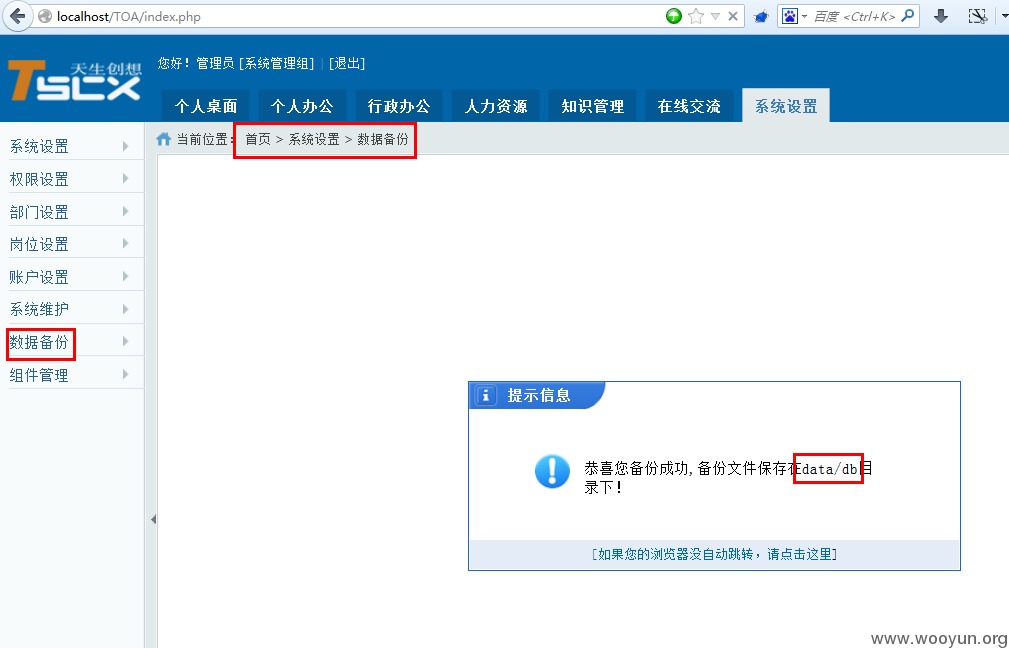 localhost/TOA/index.php
百度 <Ctrl+K>
TSCX 天生创想
您好！管理员 [系统管理组] | [退出]
个人桌面 个人办公 行政办公 人力资源 知识管理 在线交流 系统设置
当前位置: 首页 > 系统设置 > 数据备份
系统设置
权限设置
部门设置
岗位设置
账户设置
系统维护
数据备份
组件管理
提示信息
恭喜您备份成功,备份文件保存在data/db目
录下！
[如果您的浏览器没自动跳转，请点击这里]
www.wooyun.org